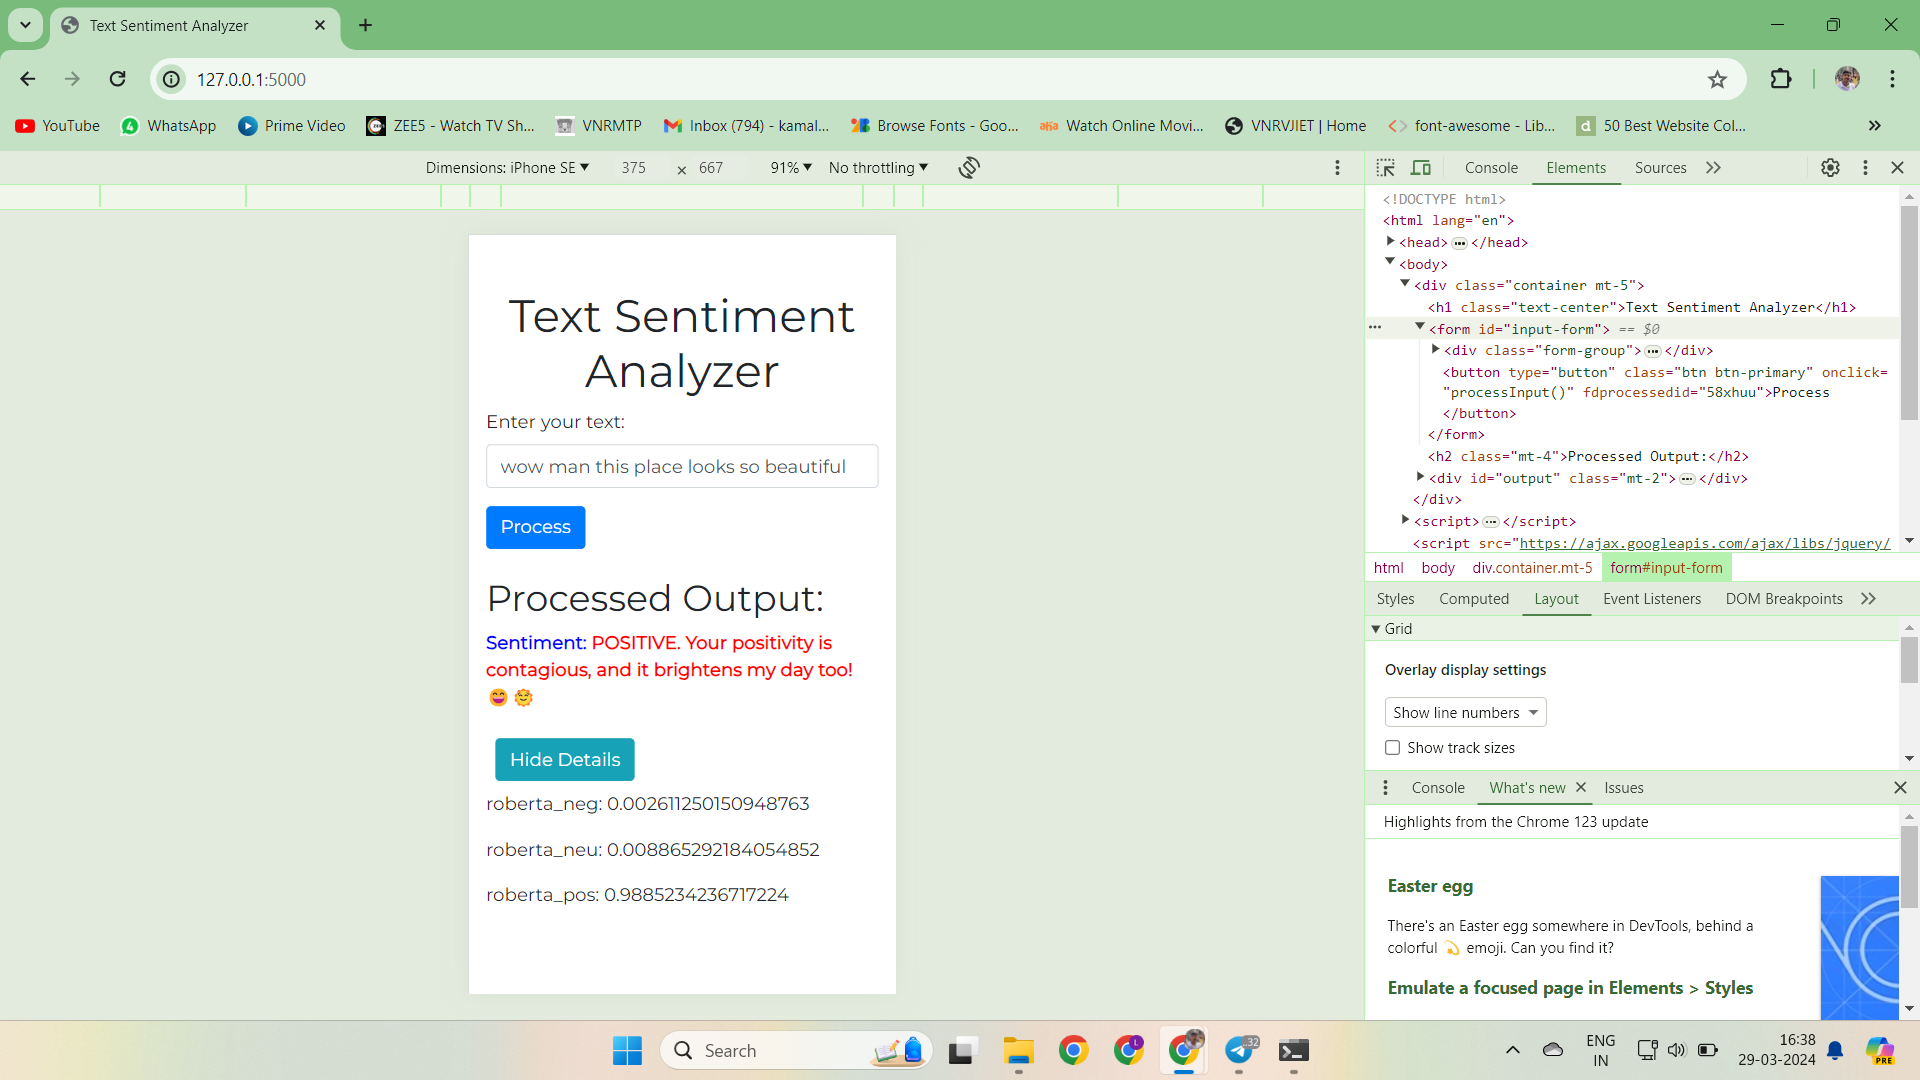 Text Sentiment Analyzer
127.0.0.1:5000
YouTube WhatsApp Prime Video ZEE5 - Watch TV Sh... VNRMTP Inbox (794) - kamal... Browse Fonts - Goo... Watch Online Movi... VNRVJIET | Home font-awesome - Lib... 50 Best Website Col...
Dimensions: iPhone SE 375 × 667 91% No throttling
Text Sentiment
Analyzer
Enter your text:
wow man this place looks so beautiful
Process
Processed Output:
Sentiment: POSITIVE. Your positivity is
contagious, and it brightens my day too!
😄 🌞
Hide Details
roberta_neg: 0.002611250150948763
roberta_neu: 0.008865292184054852
roberta_pos: 0.9885234236717224
Console Elements Sources
<!DOCTYPE html>
<html lang="en">
<head> ••• </head>
<body>
<div class="container mt-5">
<h1 class="text-center">Text Sentiment Analyzer</h1>
••• <form id="input-form"> == $0
<div class="form-group"> ••• </div>
<button type="button" class="btn btn-primary" onclick=
"processInput()" fdprocessedid="58xhuu">Process
</button>
</form>
<h2 class="mt-4">Processed Output:</h2>
<div id="output" class="mt-2"> ••• </div>
</div>
<script> ••• </script>
<script src="https://ajax.googleapis.com/ajax/libs/jquery/
html body div.container.mt-5 form#input-form
Styles Computed Layout Event Listeners DOM Breakpoints
Grid
Overlay display settings
Show line numbers
Show track sizes
Console What's new Issues
Highlights from the Chrome 123 update
Easter egg
There's an Easter egg somewhere in DevTools, behind a
colorful 💫 emoji. Can you find it?
Emulate a focused page in Elements > Styles
Search
ENG
IN
16:38
29-03-2024
PRE